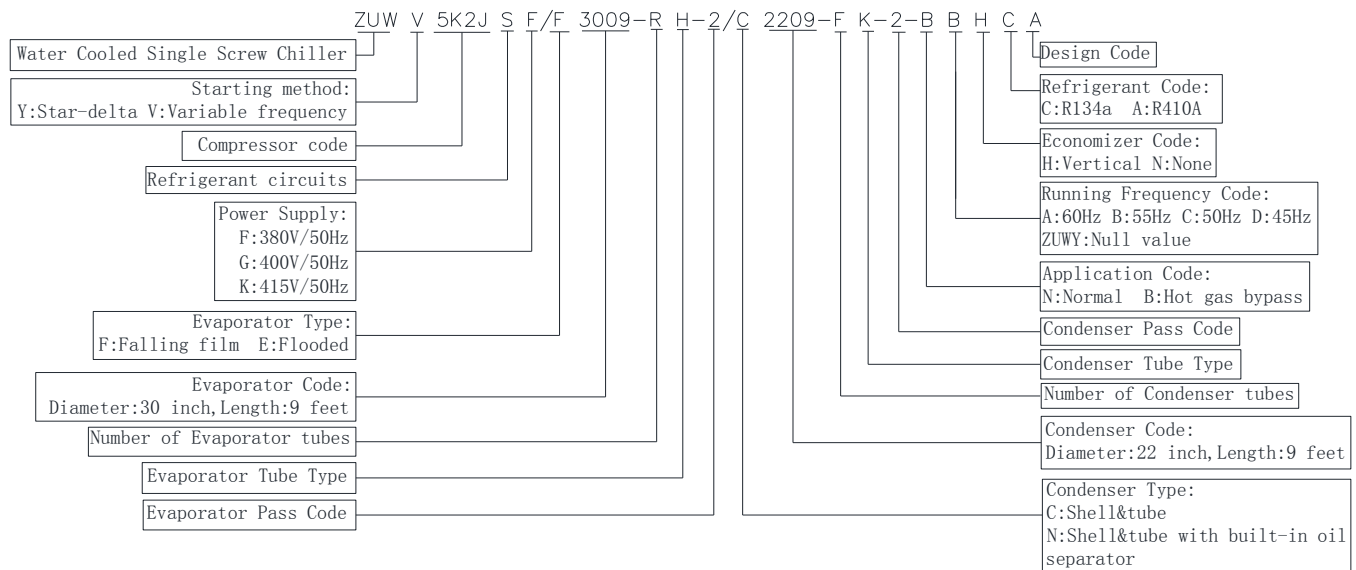 ZUW V 5K2J S F/F 3009-R H-2/C 2209-F K-2-B B H C A
Water Cooled Single Screw Chiller
Starting method:
Y:Star-delta V:Variable frequency
Compressor code
Refrigerant circuits
Power Supply:
F:380V/50Hz
G:400V/50Hz
K:415V/50Hz
Evaporator Type:
F:Falling film E:Flooded
Evaporator Code:
Diameter:30 inch,Length:9 feet
Number of Evaporator tubes
Evaporator Tube Type
Evaporator Pass Code
Design Code
Refrigerant Code:
C:R134a A:R410A
Economizer Code:
H:Vertical N:None
Running Frequency Code:
A:60Hz B:55Hz C:50Hz D:45Hz
ZUWY:Null value
Application Code:
N:Normal B:Hot gas bypass
Condenser Pass Code
Condenser Tube Type
Number of Condenser tubes
Condenser Code:
Diameter:22 inch,Length:9 feet
Condenser Type:
C:Shell&tube
N:Shell&tube with built-in oil
separator